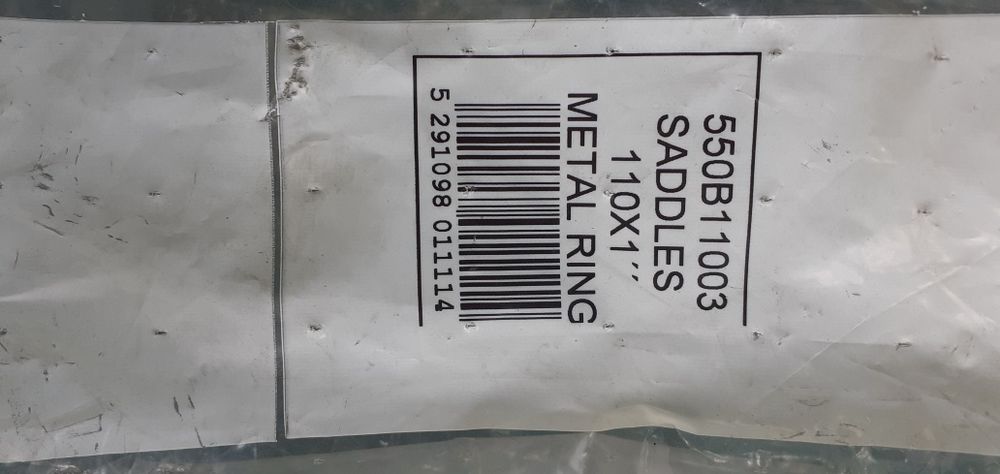 550B11003
SADDLES
110X1´´
METAL RING
5 291098 011114